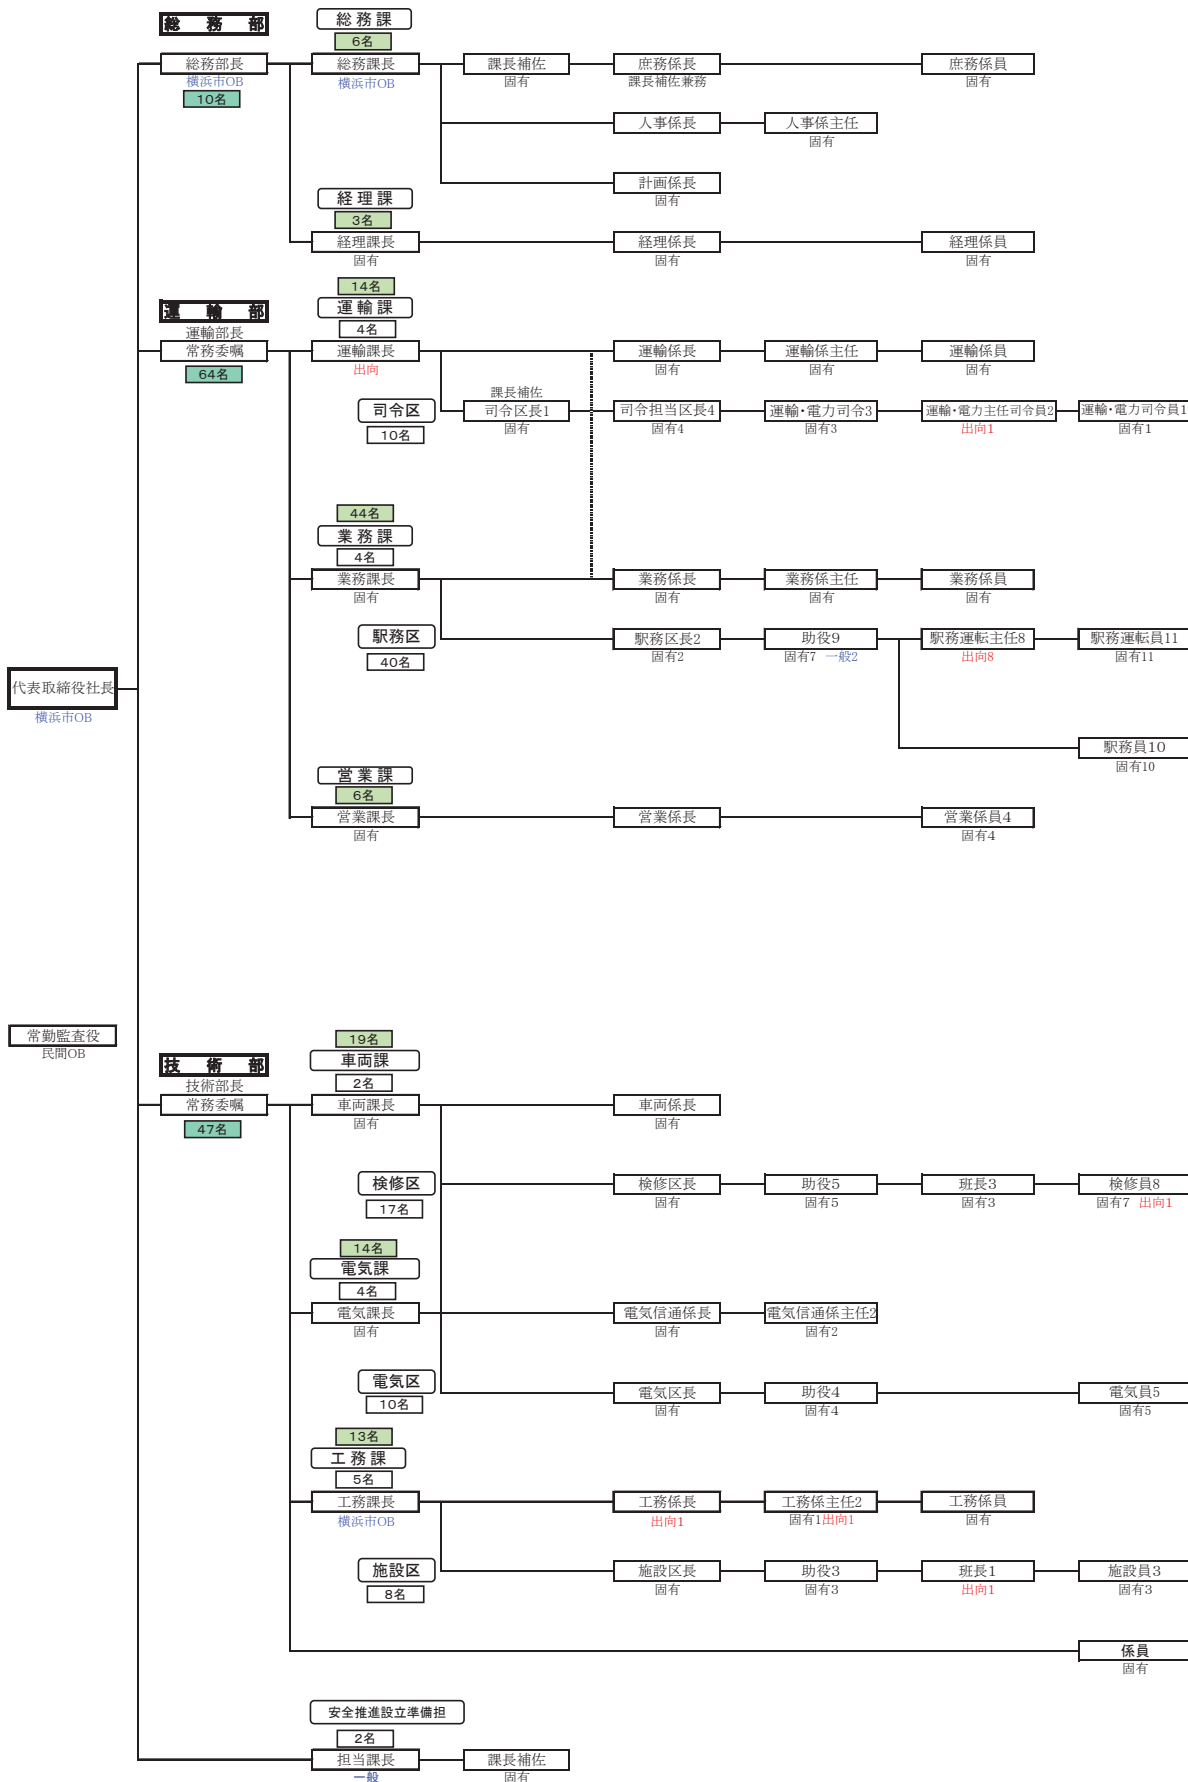 総務部
総務課
6名
総務部長
横浜市OB
10名
総務課長
横浜市OB
課長補佐
固有
庶務係長
課長補佐兼務
庶務係員
固有
人事係長
人事係主任
固有
計画係長
固有
経理課
3名
経理課長
固有
経理係長
固有
経理係員
固有
14名
運輸部
運輸課
4名
運輸部長
常務委嘱
64名
運輸課長
出向
運輸係長
固有
運輸係主任
固有
運輸係員
固有
司令区
10名
課長補佐
司令区長1
固有
司令担当区長4
固有4
運輸・電力司令3
固有3
運輸・電力主任司令員2
出向1
運輸・電力司令員1
固有1
44名
業務課
4名
業務課長
固有
業務係長
固有
業務係主任
固有
業務係員
固有
駅務区
40名
駅務区長2
固有2
助役9
固有7 一般2
駅務運転主任8
出向8
駅務運転員11
固有11
代表取締役社長
横浜市OB
駅務員10
固有10
営業課
6名
営業課長
固有
営業係長
営業係員4
固有4
常勤監査役
民間OB
19名
技術部
車両課
2名
技術部長
常務委嘱
47名
車両課長
固有
車両係長
固有
検修区
17名
検修区長
固有
助役5
固有5
班長3
固有3
検修員8
固有7 出向1
14名
電気課
4名
電気課長
固有
電気信通係長
固有
電気信通係主任2
固有2
電気区
10名
電気区長
固有
助役4
固有4
電気員5
固有5
13名
工務課
5名
工務課長
横浜市OB
工務係長
出向1
工務係主任2
固有1出向1
工務係員
固有
施設区
8名
施設区長
固有
助役3
固有3
班長1
出向1
施設員3
固有3
係員
固有
安全推進設立準備担
2名
担当課長
一般
課長補佐
固有